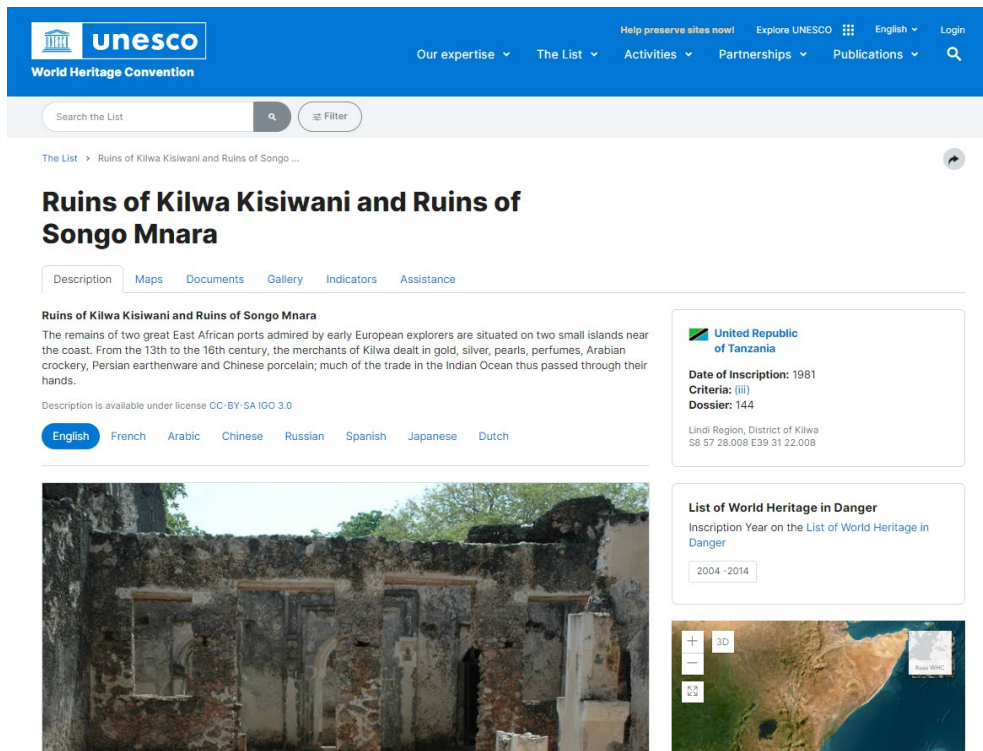 unesco
World Heritage Convention
Help preserve sites now! Explore UNESCO English Login
Our expertise The List Activities Partnerships Publications
Search the List Filter
The List > Ruins of Kilwa Kisiwani and Ruins of Songo ...
Ruins of Kilwa Kisiwani and Ruins of
Songo Mnara
Description Maps Documents Gallery Indicators Assistance
Ruins of Kilwa Kisiwani and Ruins of Songo Mnara
The remains of two great East African ports admired by early European explorers are situated on two small islands near
the coast. From the 13th to the 16th century, the merchants of Kilwa dealt in gold, silver, pearls, perfumes, Arabian
crockery, Persian earthenware and Chinese porcelain; much of the trade in the Indian Ocean thus passed through their
hands.
Description is available under license CC-BY-SA IGO 3.0
English French Arabic Chinese Russian Spanish Japanese Dutch
United Republic
of Tanzania
Date of Inscription: 1981
Criteria: (iii)
Dossier: 144
Lindi Region, District of Kilwa
S8 57 28.008 E39 31 22.008
List of World Heritage in Danger
Inscription Year on the List of World Heritage in
Danger
2004 -2014
+ 3D
−
Base WHC